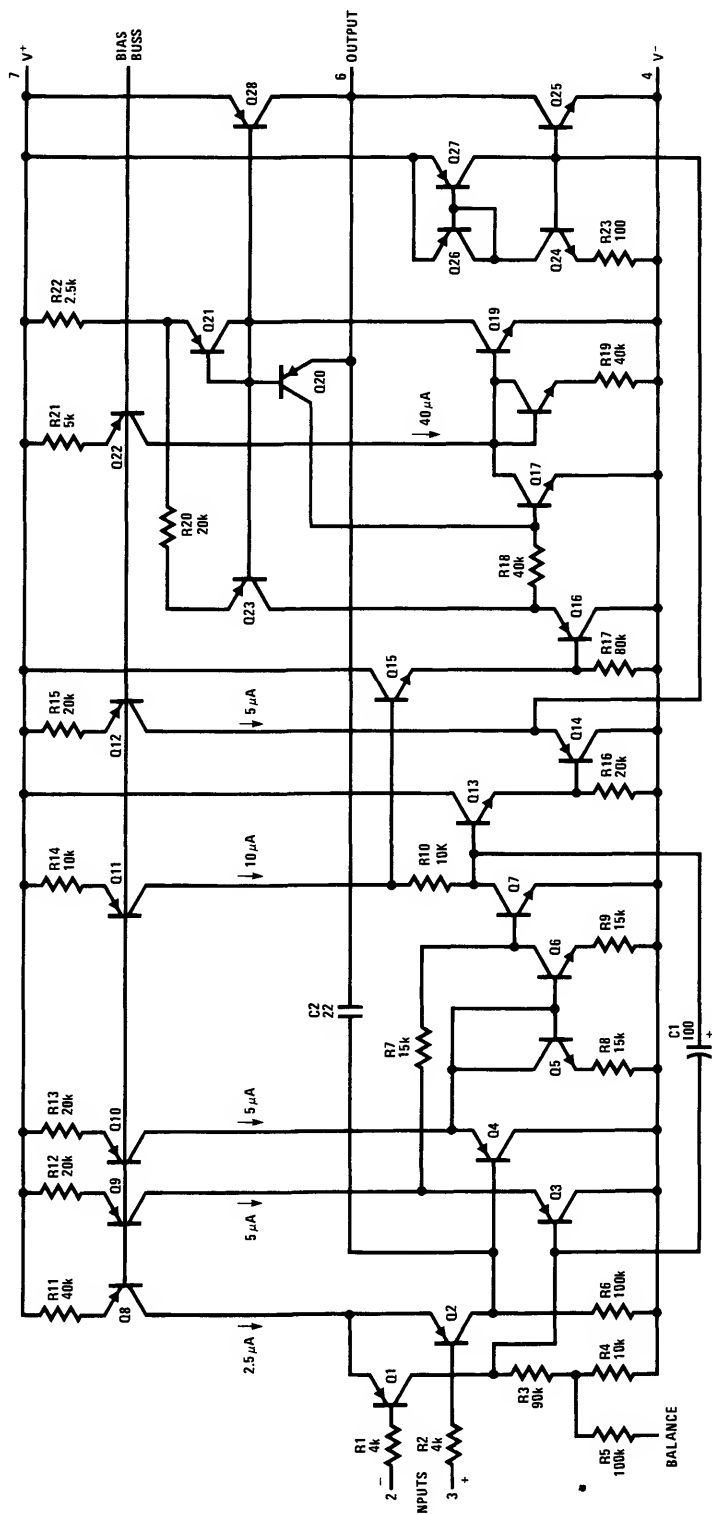 7 V+
BIAS
BUSS
6 OUTPUT
4 V−
R11
40k
R12
20k
R13
20k
R14
10k
R15
20k
R21
5k
R22
2.5k
Q8
Q9
Q10
Q11
Q12
Q22
Q28
Q21
R20
20k
Q23
Q20
Q27
Q26
2.5 μA
5 μA
5 μA
10 μA
5 μA
40 μA
C2
22
Q15
Q25
Q24
R23
100
Q19
R19
40k
Q17
R18
40k
Q16
R17
80k
Q14
R16
20k
Q13
R10
10K
Q7
R7
15k
Q6
R9
15k
Q5
R8
15k
Q4
Q3
Q2
R6
100k
Q1
R1
4k
2 −
NPUTS
R2
4k
3 +
R3
90k
R4
10k
R5
100k
BALANCE
C1
100
+